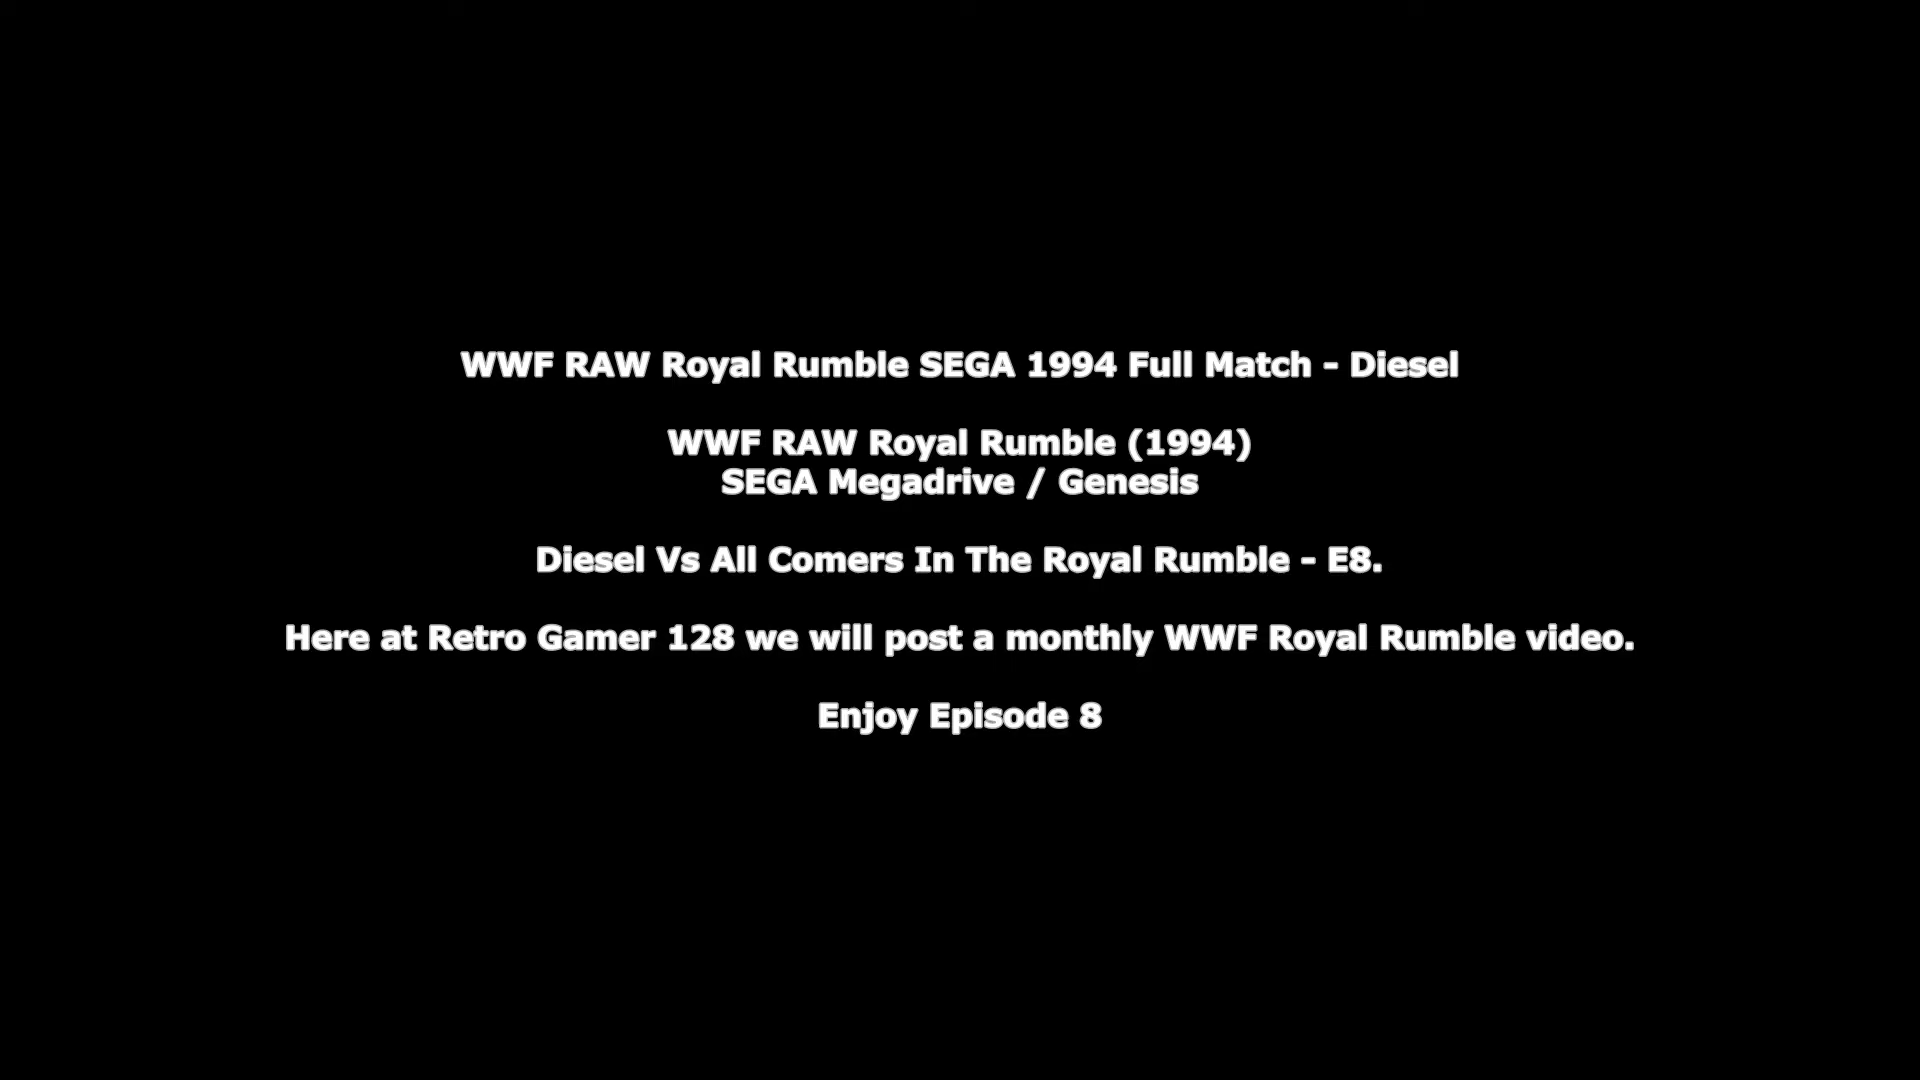 WWF RAW Royal Rumble SEGA 1994 Full Match - Diesel
WWF RAW Royal Rumble (1994)
SEGA Megadrive / Genesis
Diesel Vs All Comers In The Royal Rumble - E8.
Here at Retro Gamer 128 we will post a monthly WWF Royal Rumble video.
Enjoy Episode 8